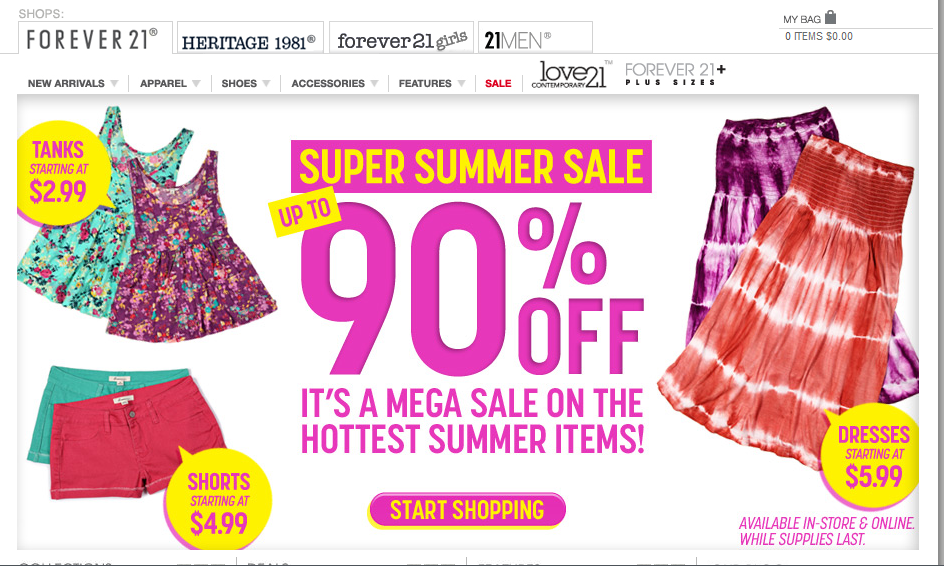 SHOPS:
FOREVER 21®
HERITAGE 1981®
forever21 girls
21MEN®
MY BAG
0 ITEMS $0.00
NEW ARRIVALS
APPAREL
SHOES
ACCESSORIES
FEATURES
SALE
love21™
CONTEMPORARY
FOREVER 21+
PLUS SIZES
TANKS
STARTING AT
$2.99
SUPER SUMMER SALE
UP TO
90%
OFF
IT'S A MEGA SALE ON THE
HOTTEST SUMMER ITEMS!
START SHOPPING
SHORTS
STARTING AT
$4.99
DRESSES
STARTING AT
$5.99
AVAILABLE IN-STORE & ONLINE.
WHILE SUPPLIES LAST.